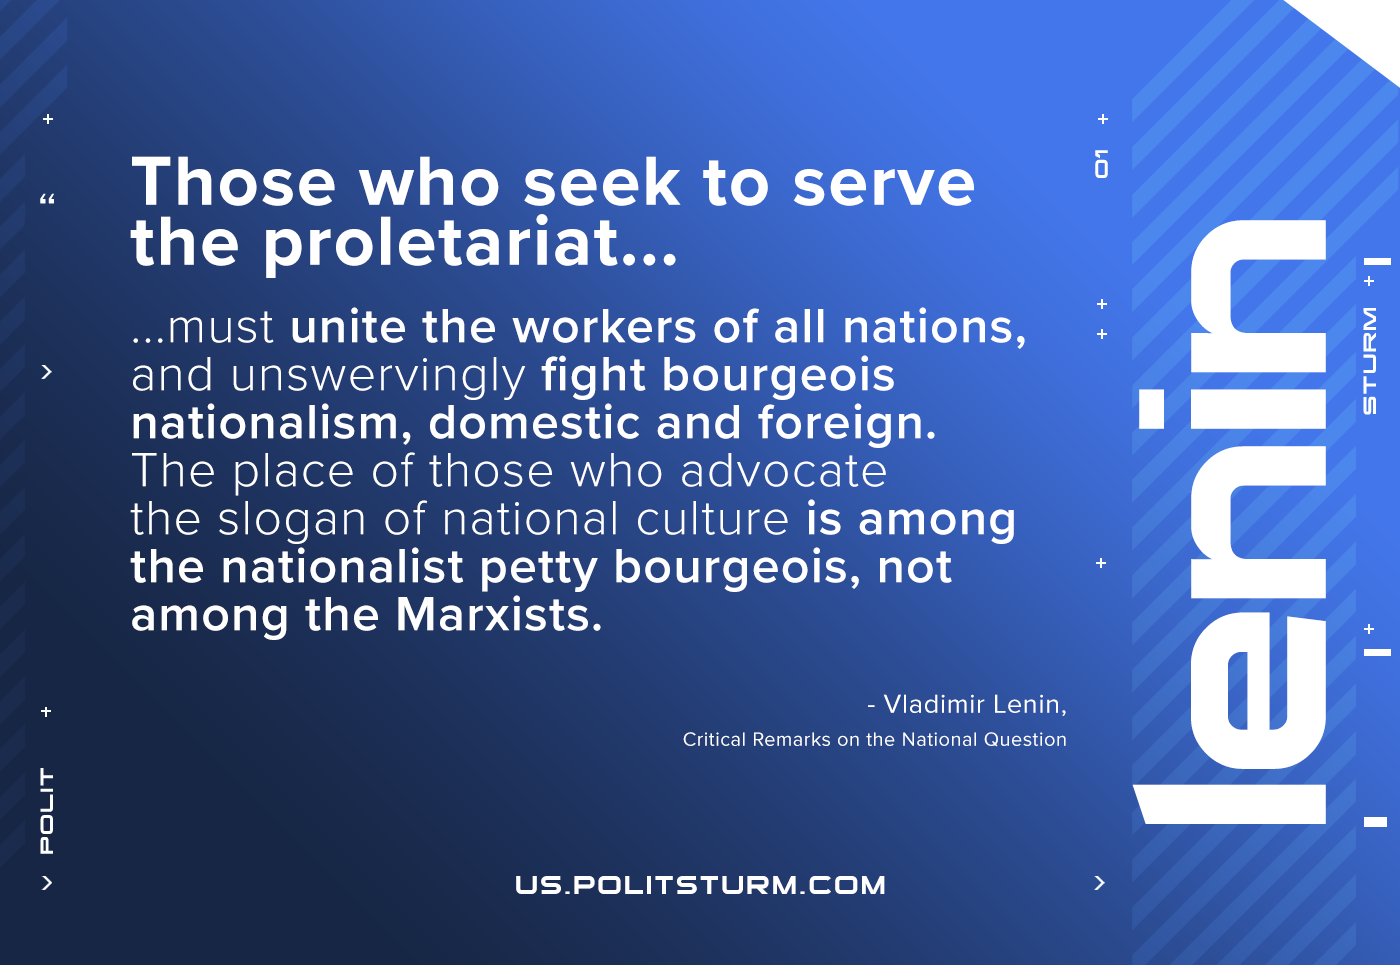 Those who seek to serve
the proletariat...
...must unite the workers of all nations,
and unswervingly fight bourgeois
nationalism, domestic and foreign.
The place of those who advocate
the slogan of national culture is among
the nationalist petty bourgeois, not
among the Marxists.
- Vladimir Lenin,
Critical Remarks on the National Question
US.POLITSTURM.COM
“
POLIT
01
lenin
STURM